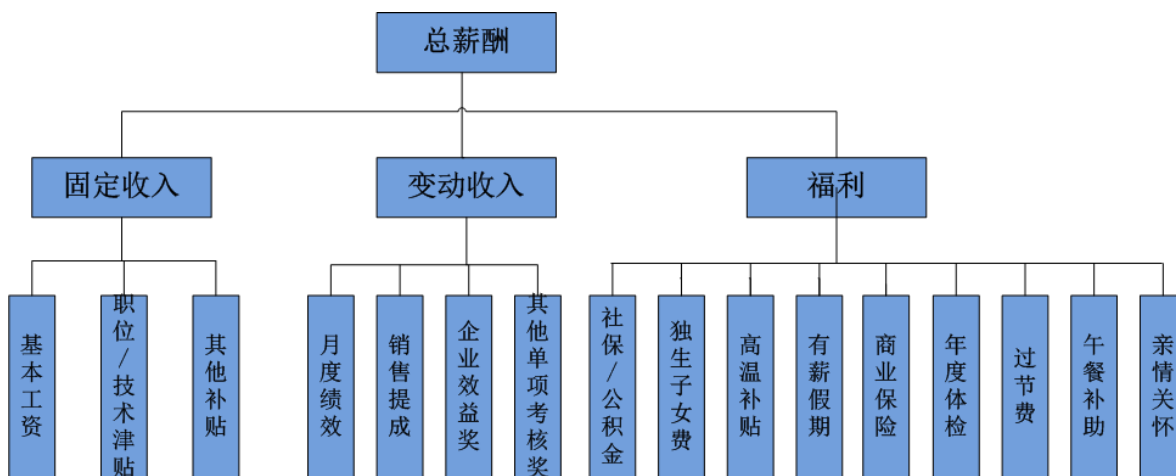 总薪酬
固定收入
变动收入
福利
基本工资
职位/技术津贴
其他补贴
月度绩效
销售提成
企业效益奖
其他单项考核奖
社保/公积金
独生子女费
高温补贴
有薪假期
商业保险
年度体检
过节费
午餐补助
亲情关怀